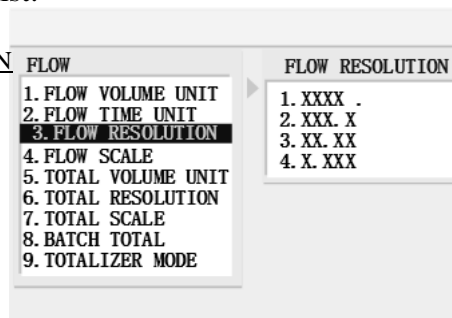 N
FLOW
1. FLOW VOLUME UNIT
2. FLOW TIME UNIT
3. FLOW RESOLUTION
4. FLOW SCALE
5. TOTAL VOLUME UNIT
6. TOTAL RESOLUTION
7. TOTAL SCALE
8. BATCH TOTAL
9. TOTALIZER MODE
FLOW RESOLUTION
1. XXXX .
2. XXX. X
3. XX. XX
4. X. XXX